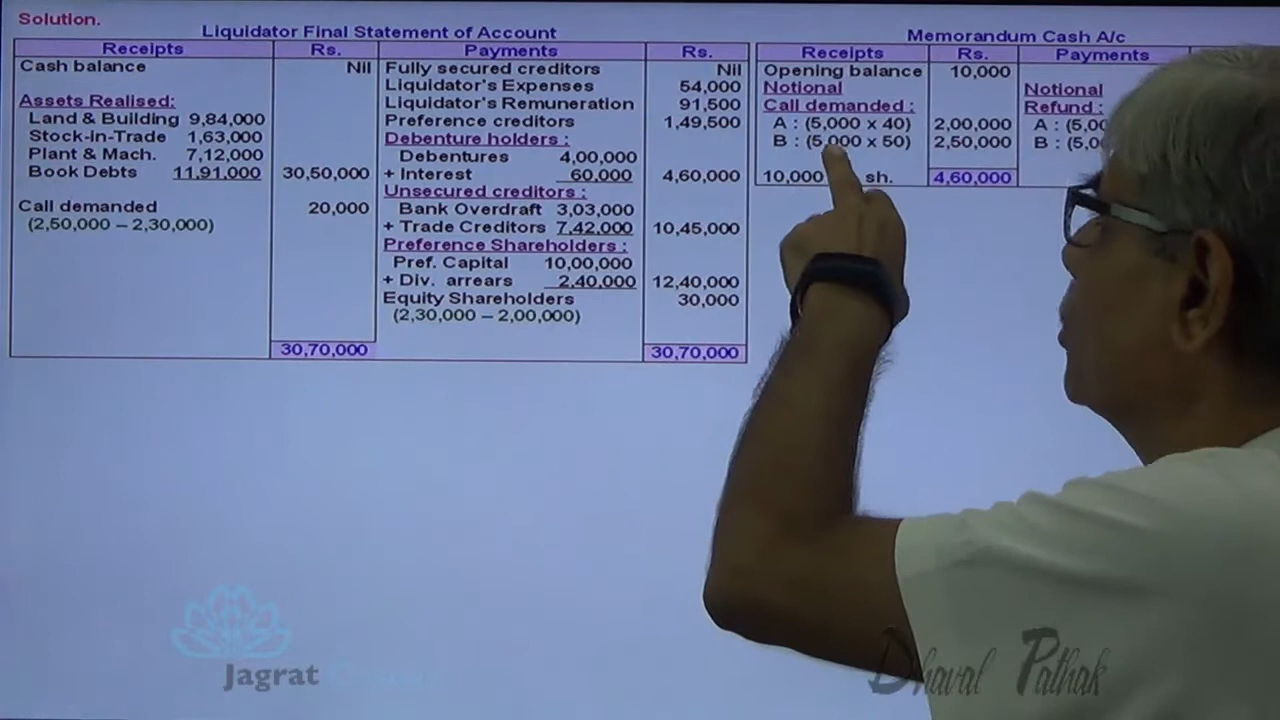 Solution.
Liquidator Final Statement of Account
Receipts Rs. Payments Rs.
Cash balance Nil Fully secured creditors Nil
Liquidator's Expenses 54,000
Assets Realised: Liquidator's Remuneration 91,500
Land & Building 9,84,000 Preference creditors 1,49,500
Stock-in-Trade 1,63,000 Debenture holders :
Plant & Mach. 7,12,000 Debentures 4,00,000
Book Debts 11,91,000 30,50,000 + Interest 60,000 4,60,000
Unsecured creditors :
Call demanded 20,000 Bank Overdraft 3,03,000
(2,50,000 – 2,30,000) + Trade Creditors 7,42,000 10,45,000
Preference Shareholders :
Pref. Capital 10,00,000
+ Div. arrears 2,40,000 12,40,000
Equity Shareholders 30,000
(2,30,000 – 2,00,000)
30,70,000 30,70,000
Memorandum Cash A/c
Receipts Rs. Payments
Opening balance 10,000
Notional Notional
Call demanded : Refund :
A : (5,000 x 40) 2,00,000 A : (5,00
B : (5,000 x 50) 2,50,000 B : (5,0
10,000 sh. 4,60,000
Jagrat
Dhaval Pathak